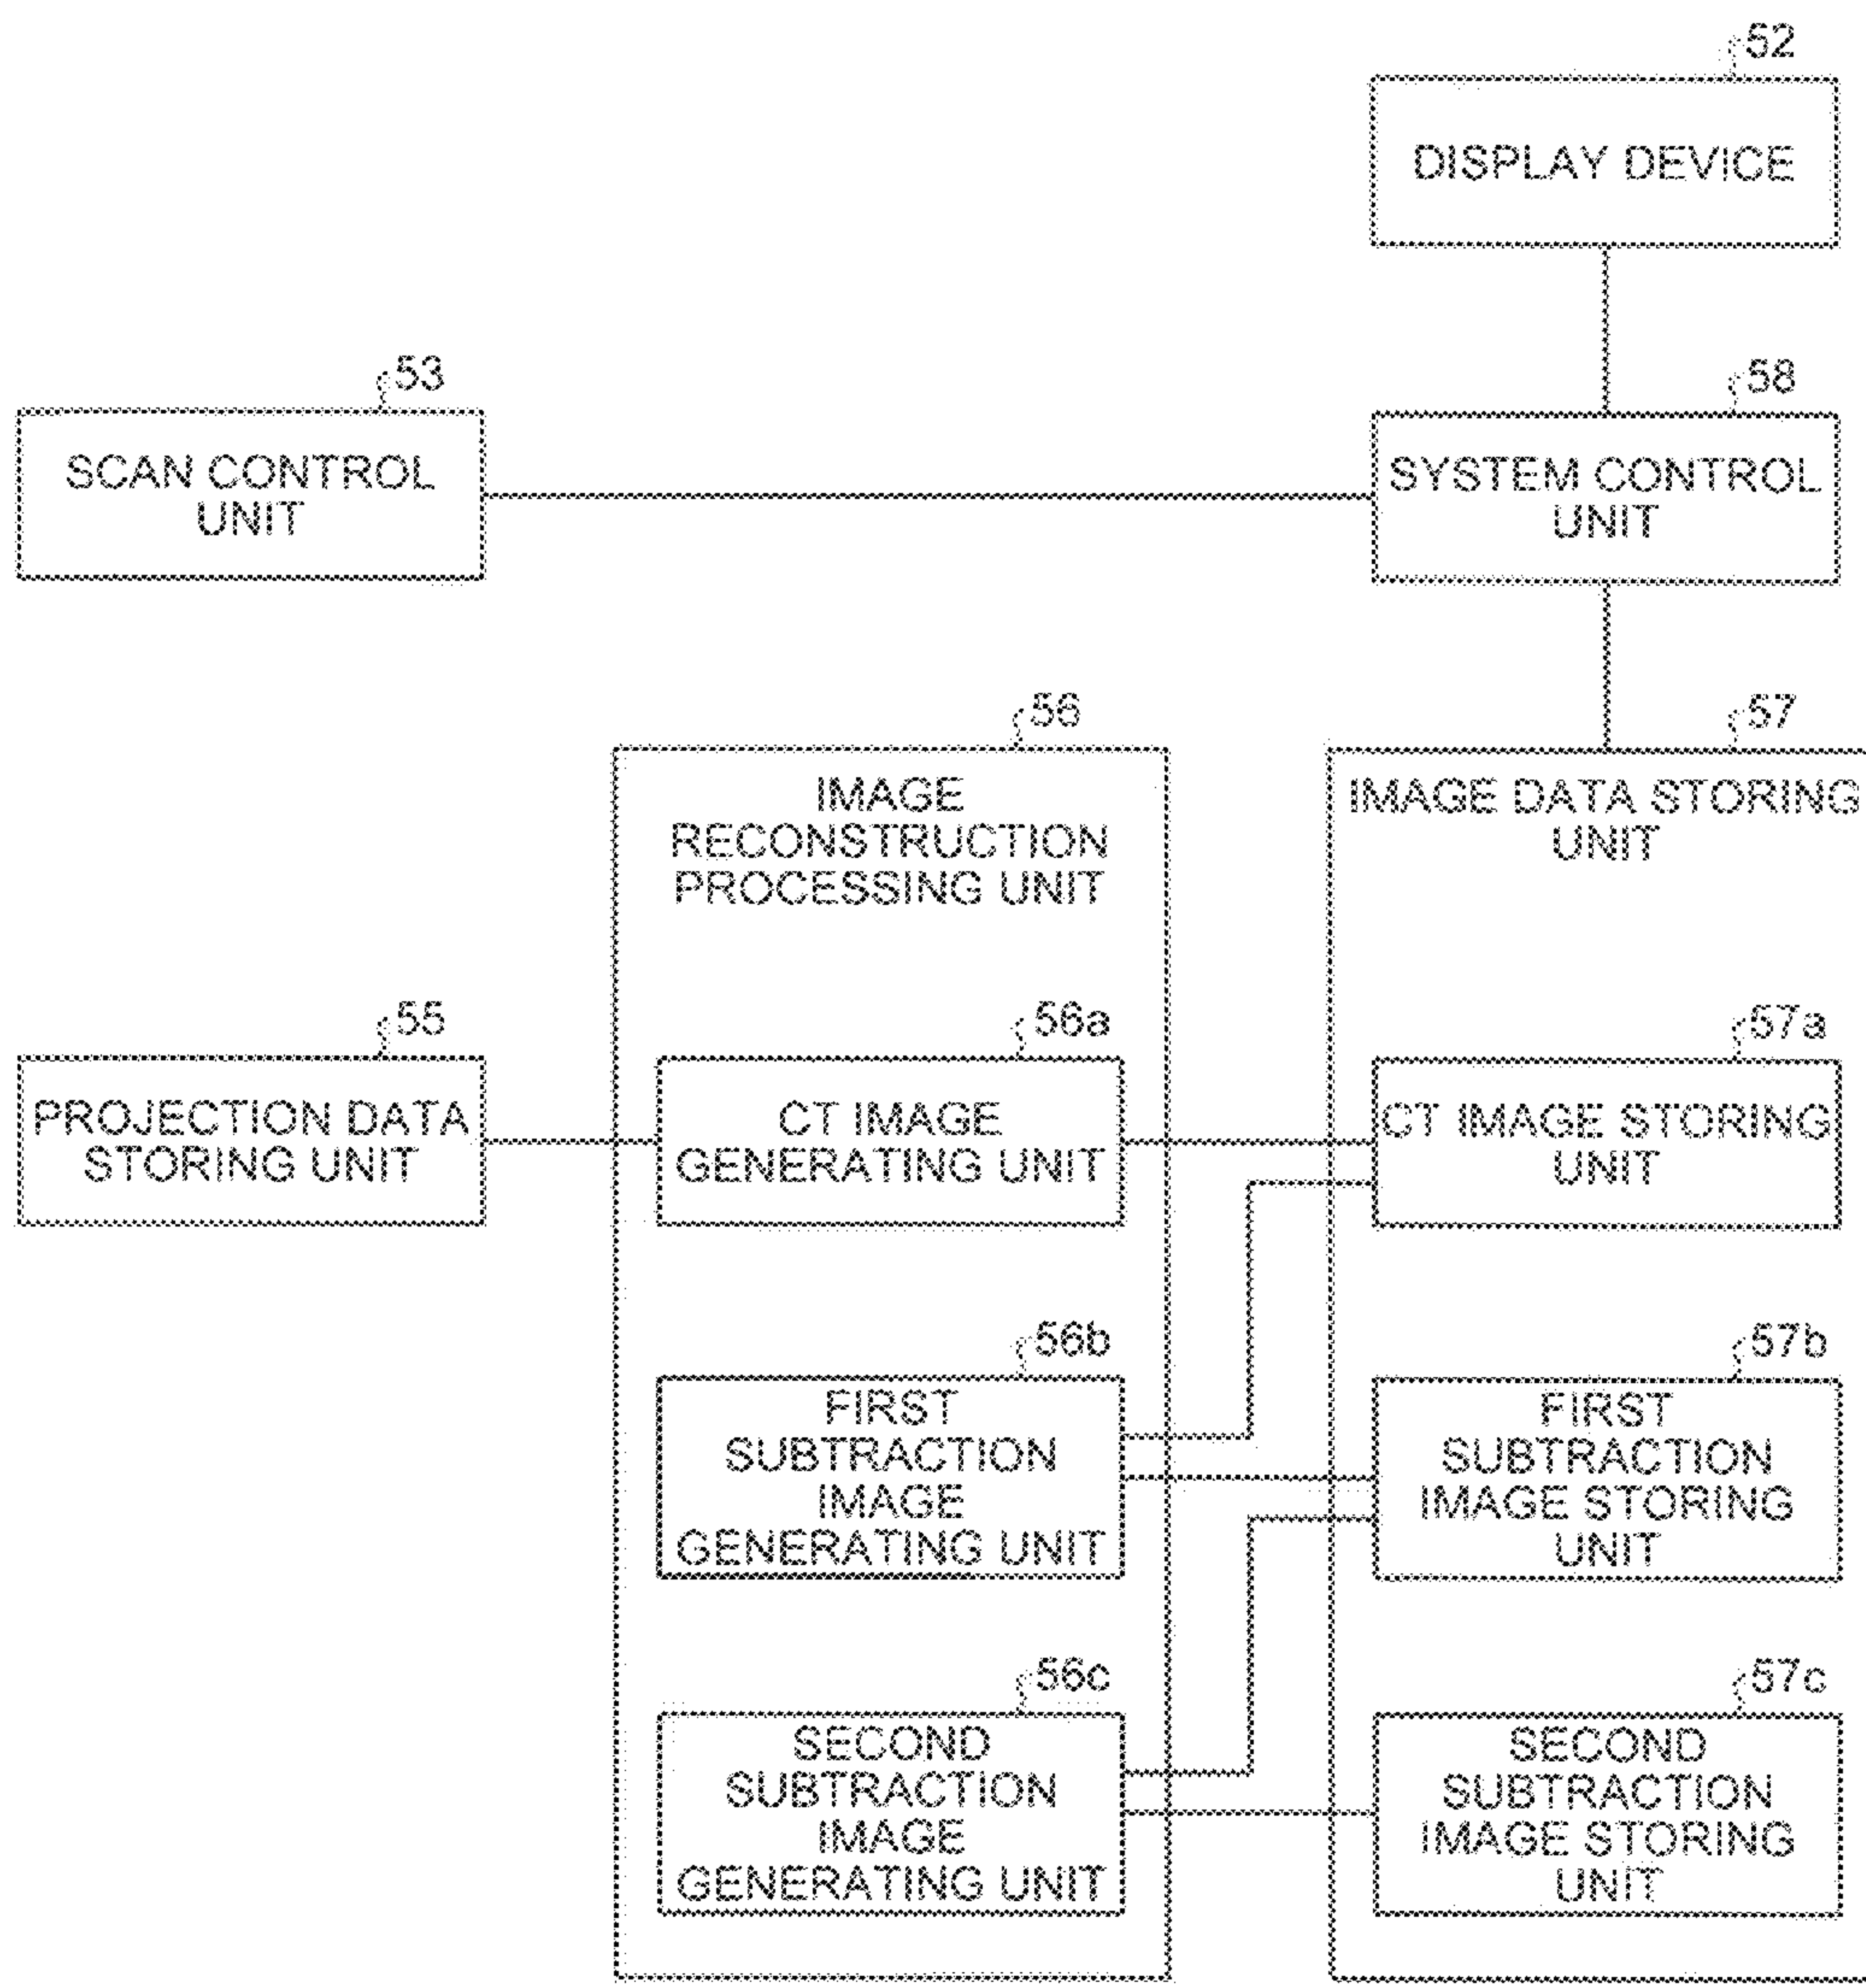 52
DISPLAY DEVICE
53
SCAN CONTROL
UNIT
58
SYSTEM CONTROL
UNIT
56
IMAGE
RECONSTRUCTION
PROCESSING UNIT
57
IMAGE DATA STORING
UNIT
55
PROJECTION DATA
STORING UNIT
56a
CT IMAGE
GENERATING UNIT
57a
CT IMAGE STORING
UNIT
56b
FIRST
SUBTRACTION
IMAGE
GENERATING UNIT
57b
FIRST
SUBTRACTION
IMAGE STORING
UNIT
56c
SECOND
SUBTRACTION
IMAGE
GENERATING UNIT
57c
SECOND
SUBTRACTION
IMAGE STORING
UNIT